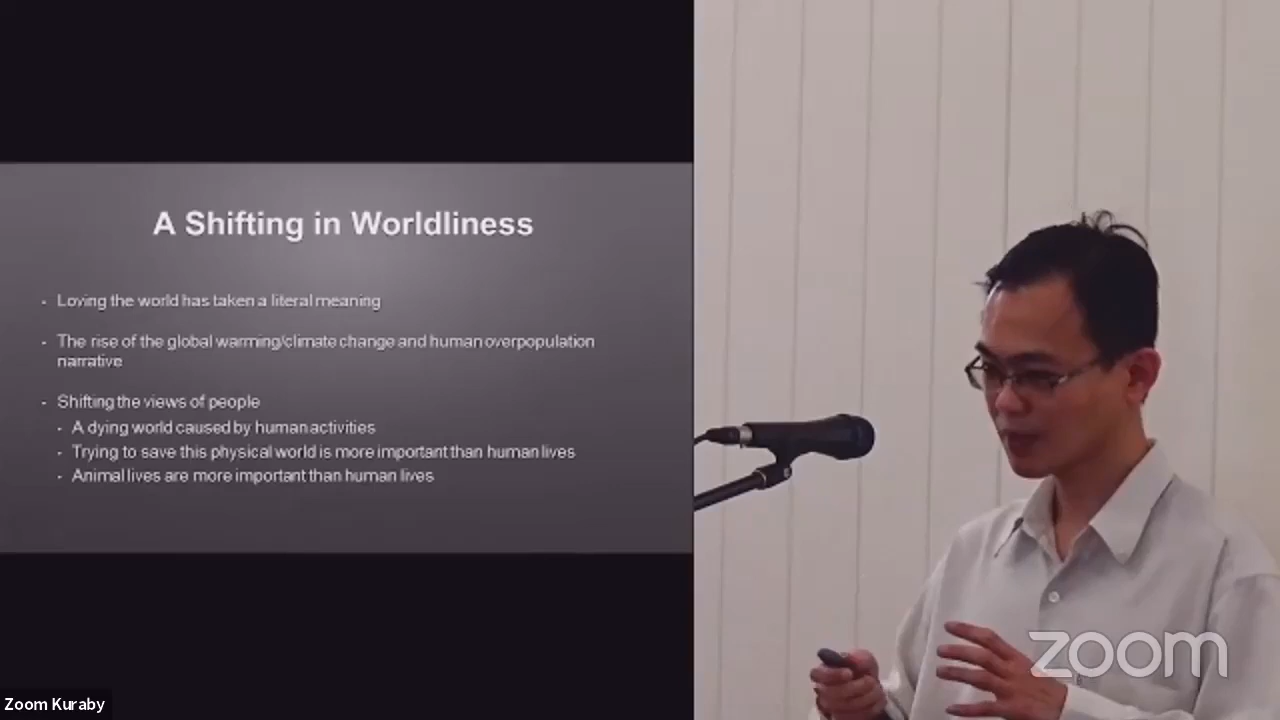 A Shifting in Worldliness
- Loving the world has taken a literal meaning
- The rise of the global warming/climate change and human overpopulation
narrative
- Shifting the views of people
- A dying world caused by human activities
- Trying to save this physical world is more important than human lives
- Animal lives are more important than human lives
zoom
Zoom Kuraby